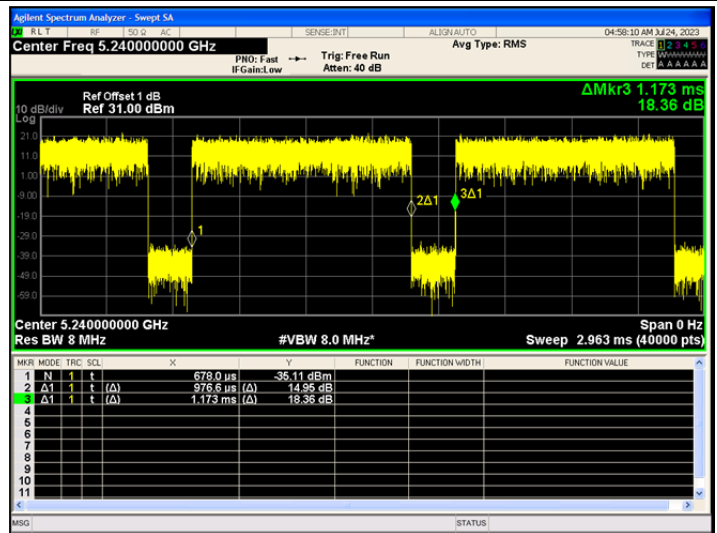 Agilent Spectrum Analyzer - Swept SA
RLT RF 50 Ω AC SENSE:INT ALIGNAUTO 04:58:10 AM Jul 24, 2023
Center Freq 5.240000000 GHz Avg Type: RMS TRACE 1 2 3 4 5 6
PNO: Fast Trig: Free Run TYPE WWWWWW
IFGain:Low Atten: 40 dB DET A A A A A A
ΔMkr3 1.173 ms
Ref Offset 1 dB
10 dB/div Ref 31.00 dBm 18.36 dB
Log
21.0
11.0
1.00
-9.00
2Δ1 3Δ1
-19.0
1
-39.0
-49.0
-59.0
Center 5.240000000 GHz Span 0 Hz
Res BW 8 MHz #VBW 8.0 MHz* Sweep 2.963 ms (40000 pts)
MKR MODE TRC SCL X Y FUNCTION FUNCTION WIDTH FUNCTION VALUE
1 N 1 t 678.0 µs -35.11 dBm
2 Δ1 1 t (Δ) 976.6 µs (Δ) 14.95 dB
3 Δ1 1 t (Δ) 1.173 ms (Δ) 18.36 dB
4
5
6
7
8
9
10
11
MSG STATUS